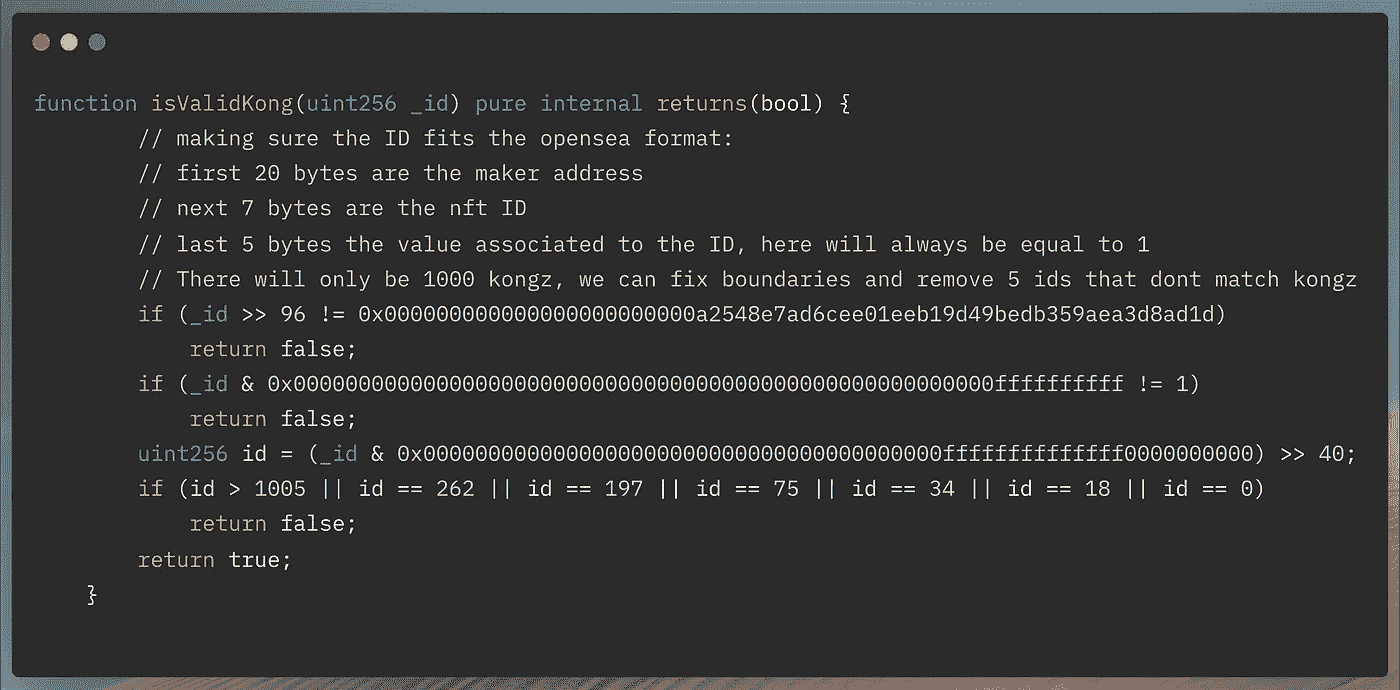 function isValidKong(uint256 _id) pure internal returns(bool) {
// making sure the ID fits the opensea format:
// first 20 bytes are the maker address
// next 7 bytes are the nft ID
// last 5 bytes the value associated to the ID, here will always be equal to 1
// There will only be 1000 kongz, we can fix boundaries and remove 5 ids that dont match kongz
if (_id >> 96 != 0x000000000000000000000000a2548e7ad6cee01eeb19d49bedb359aea3d8ad1d)
return false;
if (_id & 0x000000000000000000000000000000000000000000000000000000ffffffffff != 1)
return false;
uint256 id = (_id & 0x0000000000000000000000000000000000000000ffffffffffffff0000000000) >> 40;
if (id > 1005 || id == 262 || id == 197 || id == 75 || id == 34 || id == 18 || id == 0)
return false;
return true;
}